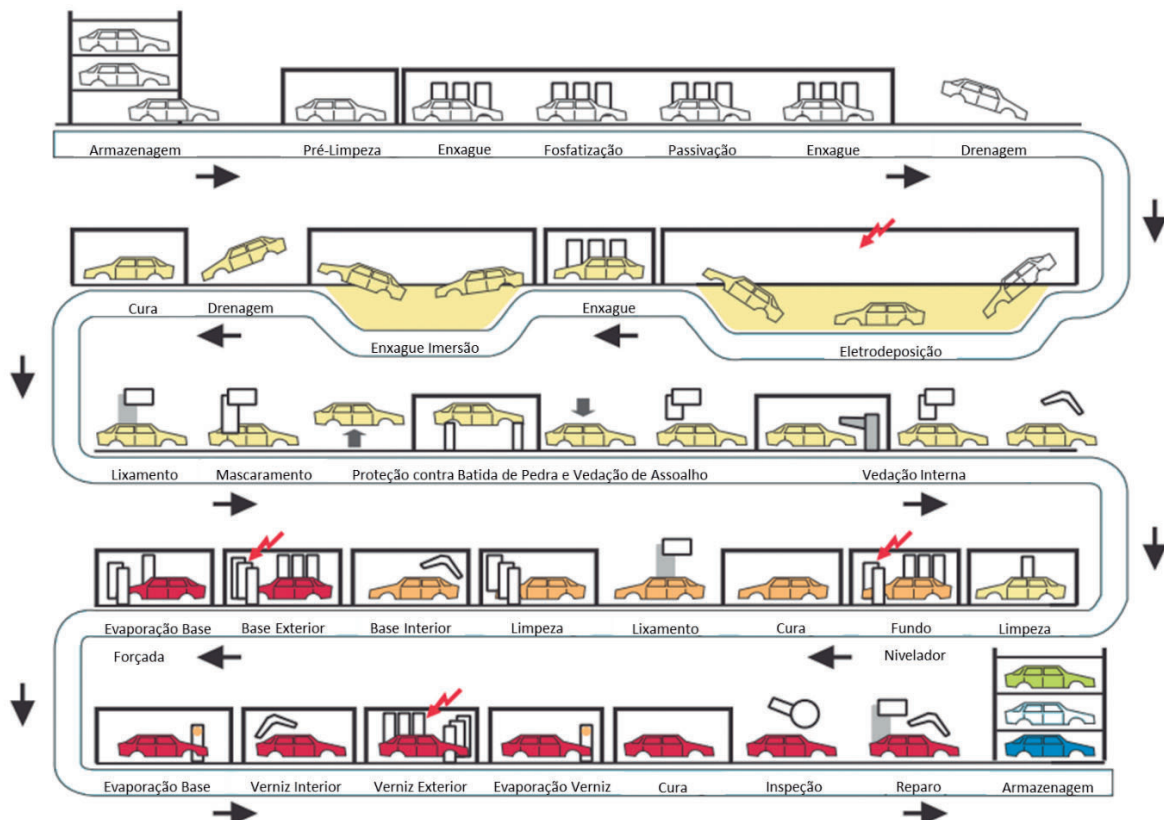 Armazenagem Pré-Limpeza Enxague Fosfatização Passivação Enxague Drenagem
Cura Drenagem Enxague Imersão Enxague Eletrodeposição
Lixamento Mascaramento Proteção contra Batida de Pedra e Vedação de Assoalho Vedação Interna
Evaporação Base Base Exterior Base Interior Limpeza Lixamento Cura Fundo Limpeza
Forçada Nivelador
Evaporação Base Verniz Interior Verniz Exterior Evaporação Verniz Cura Inspeção Reparo Armazenagem